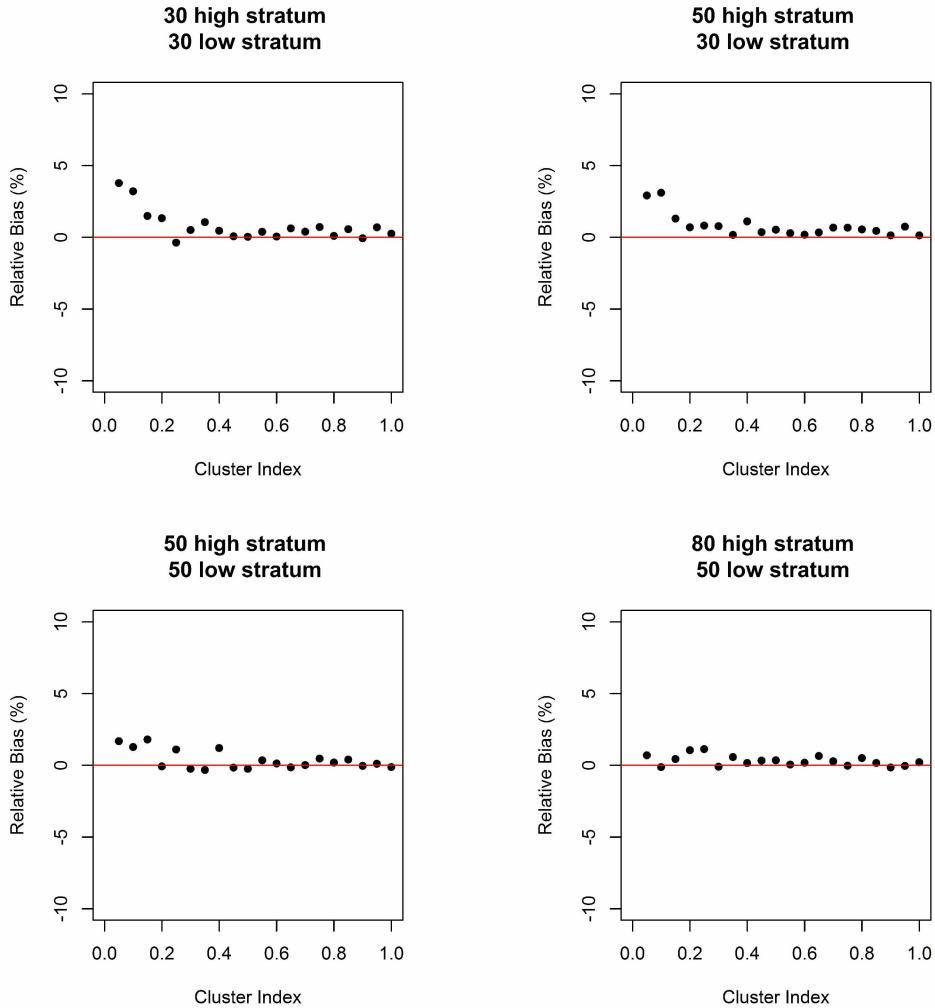 30 high stratum
30 low stratum
10
5
0
-5
-10
Relative Bias (%)
0.0 0.2 0.4 0.6 0.8 1.0
Cluster Index
50 high stratum
30 low stratum
10
5
0
-5
-10
Relative Bias (%)
0.0 0.2 0.4 0.6 0.8 1.0
Cluster Index
50 high stratum
50 low stratum
10
5
0
-5
-10
Relative Bias (%)
0.0 0.2 0.4 0.6 0.8 1.0
Cluster Index
80 high stratum
50 low stratum
10
5
0
-5
-10
Relative Bias (%)
0.0 0.2 0.4 0.6 0.8 1.0
Cluster Index